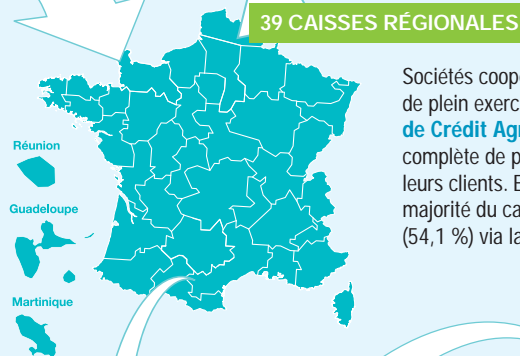 39 CAISSES RÉGIONALES
Sociétés coop
de plein exerc
de Crédit Agr
complète de p
leurs clients. E
majorité du ca
(54,1 %) via la
Réunion
Guadeloupe
Martinique